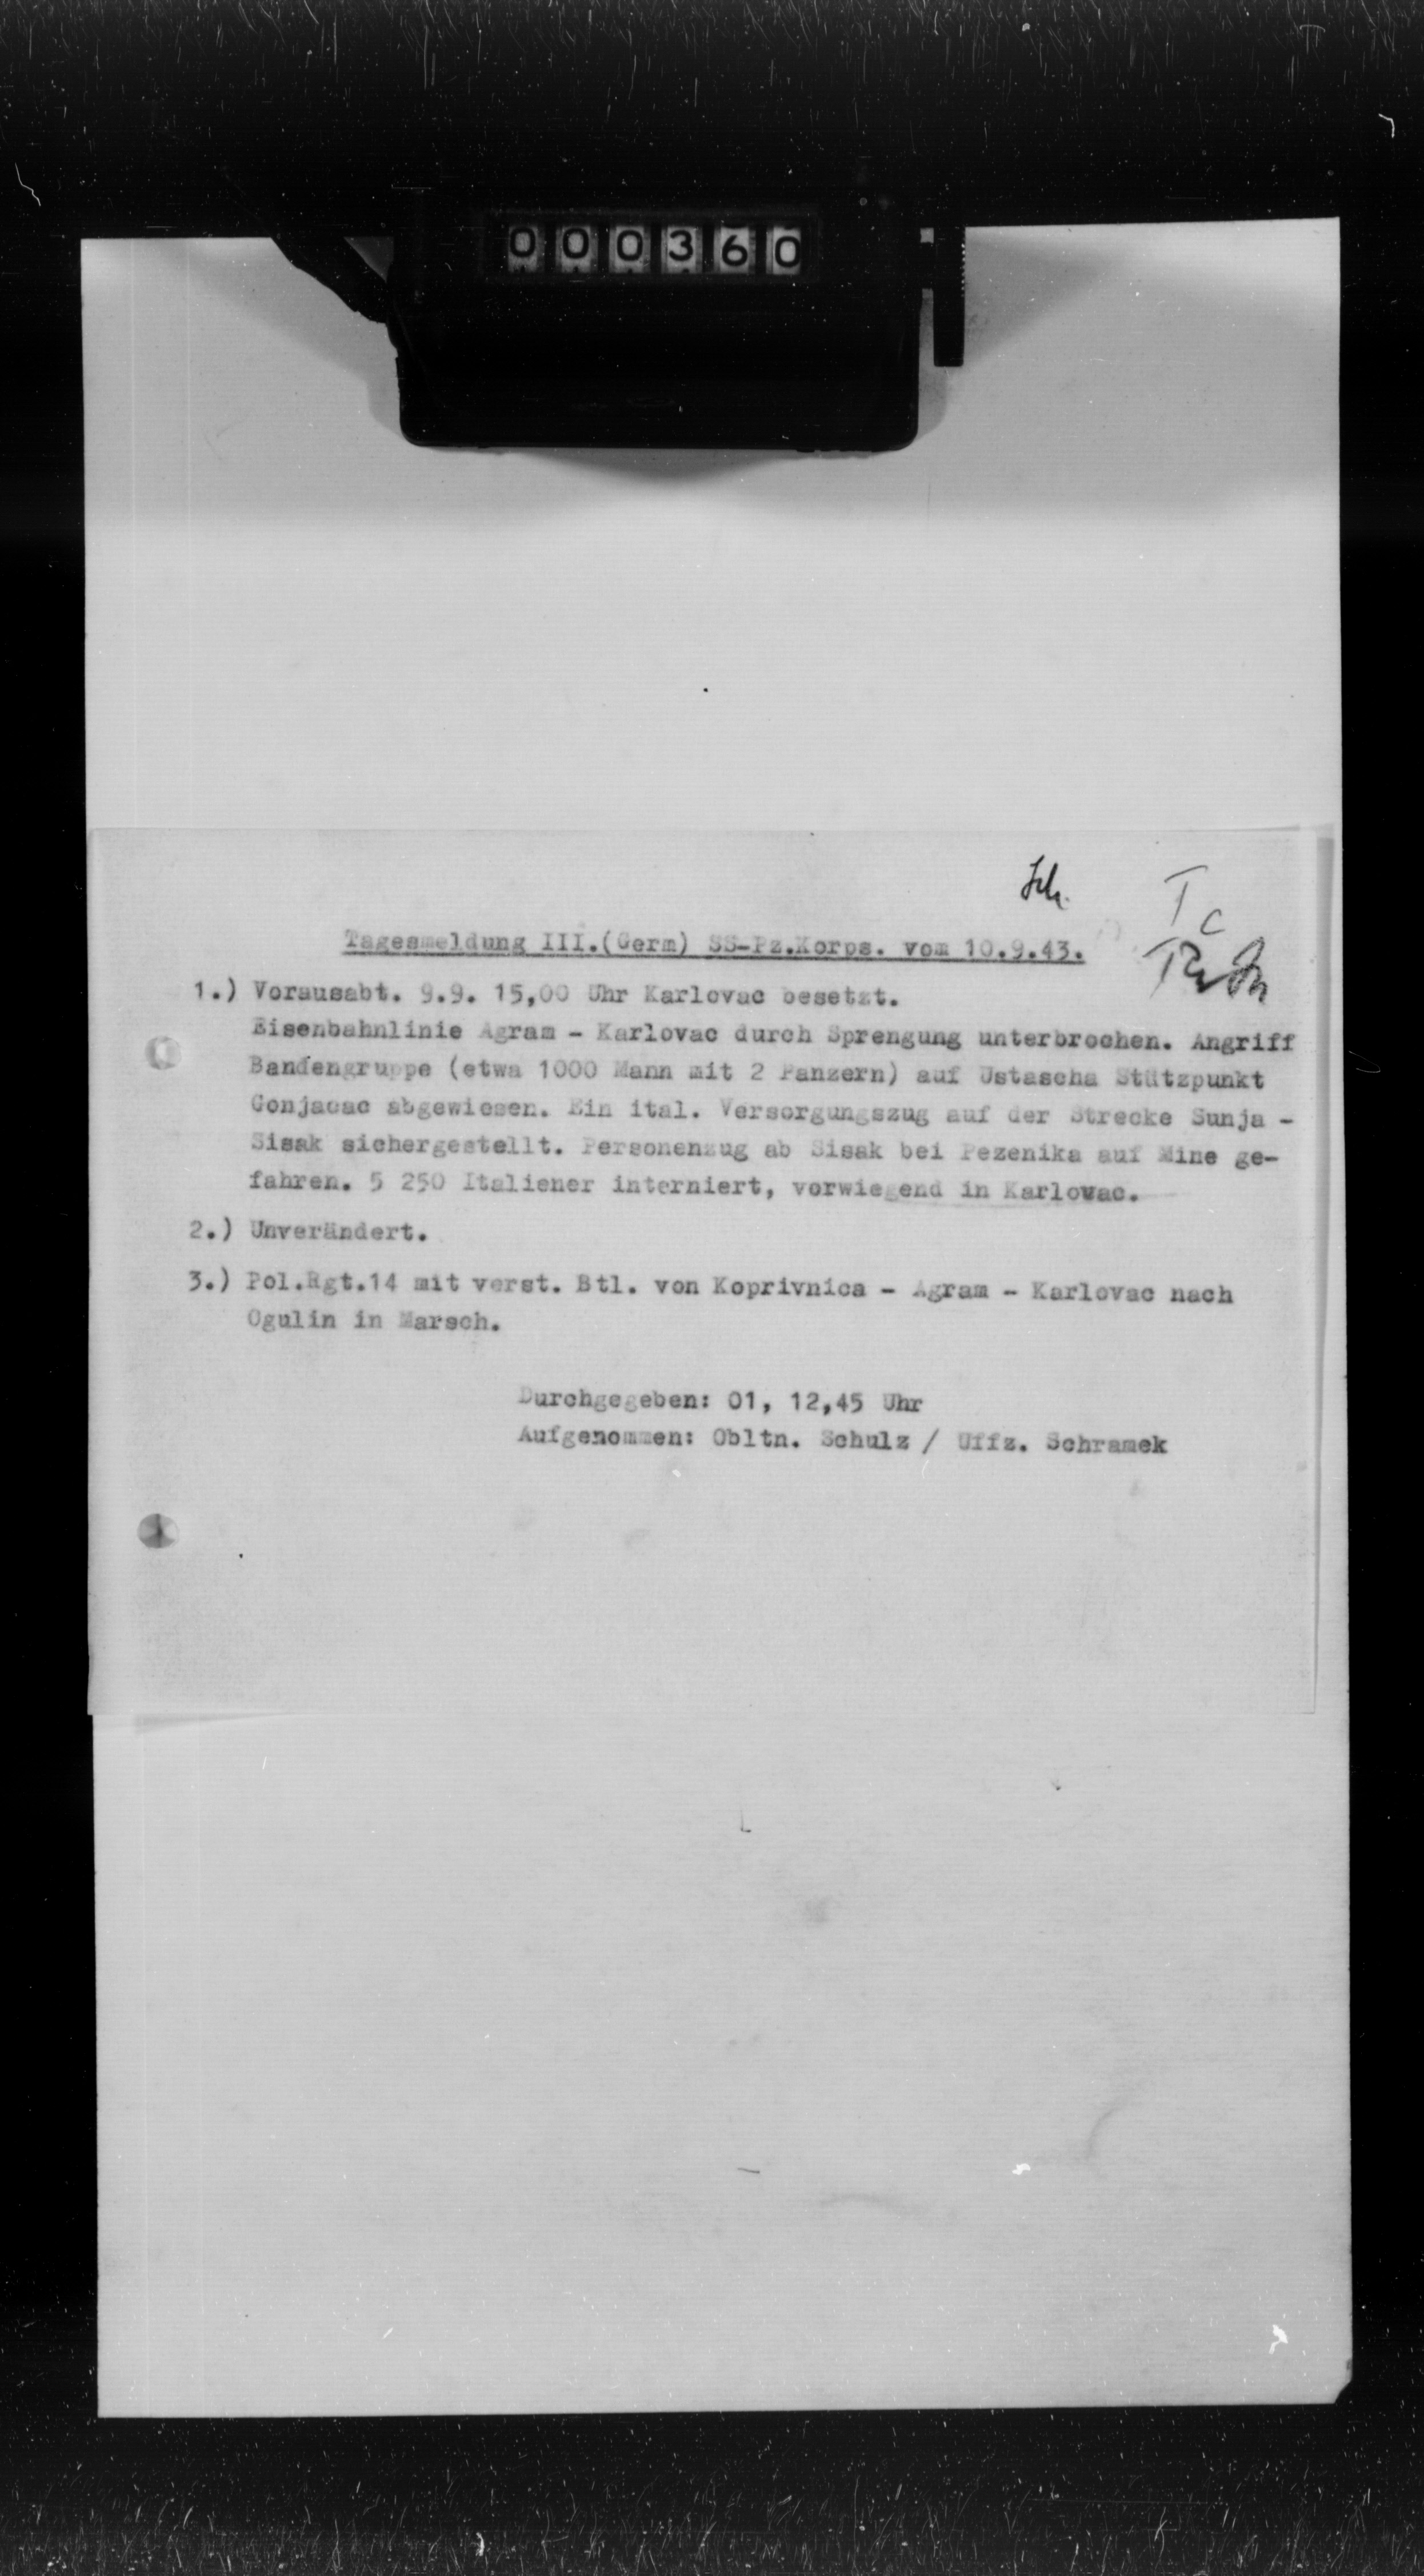 000360
Sch.
Tc
Tagesmeldung III.(Germ) SS-Pz.Korps. vom 10.9.43.
1.) Vorausabt. 9.9. 15,00 Uhr Karlovac besetzt.
Eisenbahnlinie Agram - Karlovac durch Sprengung unterbrochen. Angriff
Bandengruppe (etwa 1000 Mann mit 2 Panzern) auf Ustascha Stützpunkt
Gonjacac abgewiesen. Ein ital. Versorgungszug auf der Strecke Sunja -
Sisak sichergestellt. Personenzug ab Sisak bei Pezenika auf Mine ge-
fahren. 5 250 Italiener interniert, vorwiegend in Karlovac.
2.) Unverändert.
3.) Pol.Rgt.14 mit verst. Btl. von Koprivnica - Agram - Karlovac nach
Ogulin in Marsch.
Durchgegeben: 01, 12,45 Uhr
Aufgenommen: Obltn. Schulz / Uffz. Schramek